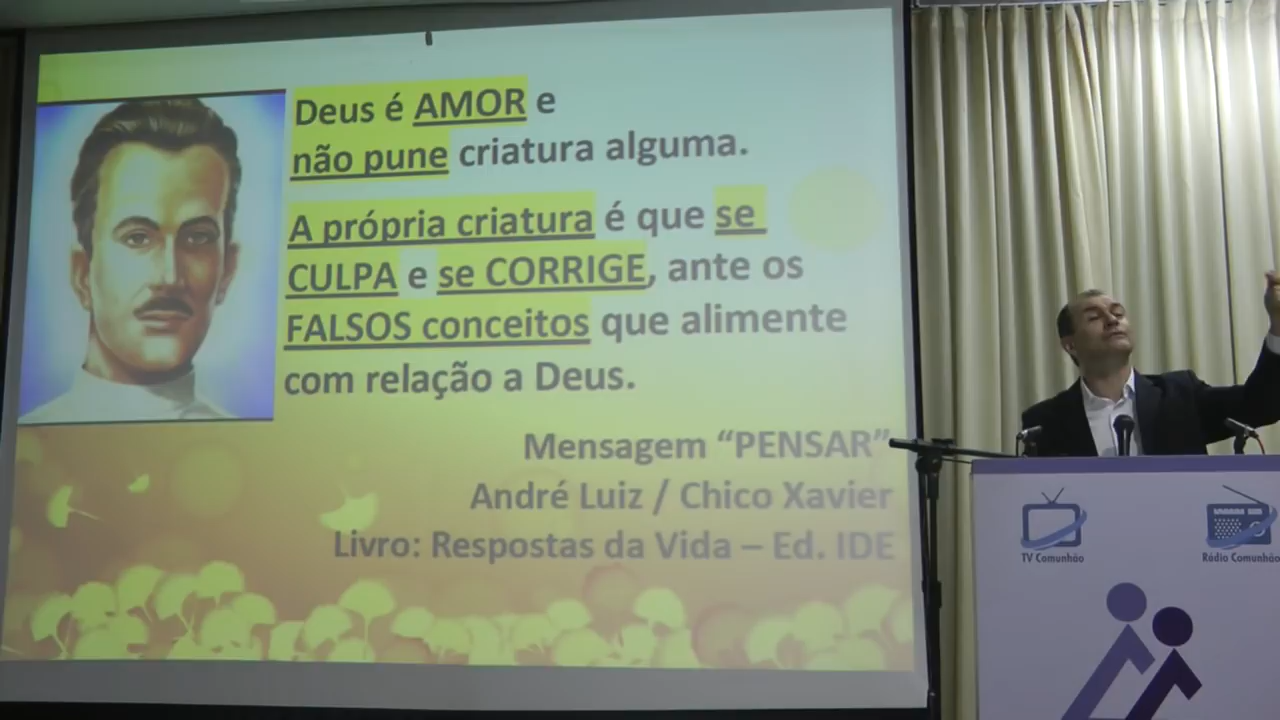 Deus é AMOR e
não pune criatura alguma.
A própria criatura é que se
CULPA e se CORRIGE, ante os
FALSOS conceitos que alimente
com relação a Deus.
Mensagem “PENSAR”
André Luiz / Chico Xavier
Livro: Respostas da Vida – Ed. IDE
TV Comunhão
Rádio Comunhão